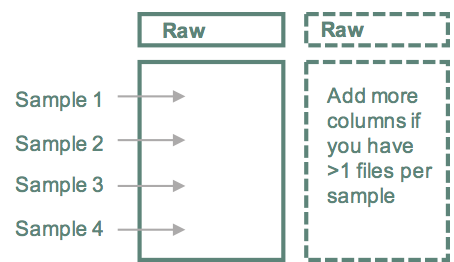 Raw
Raw
Sample 1
Sample 2
Sample 3
Sample 4
Add more
columns if
you have
>1 files per
sample